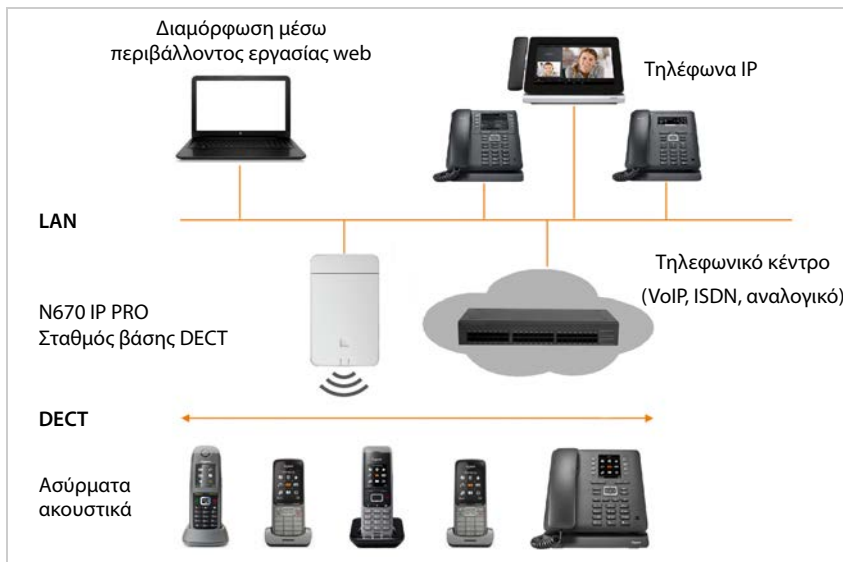 Διαμόρφωση μέσω
περιβάλλοντος εργασίας web
Τηλέφωνα IP
LAN
Τηλεφωνικό κέντρο
(VoIP, ISDN, αναλογικό)
N670 IP PRO
Σταθμός βάσης DECT
DECT
Ασύρματα
ακουστικά